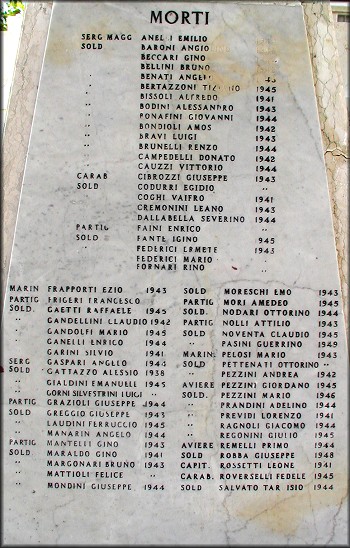 MORTI
SERG MAGG ANELLI EMILIO
SOLD BARONI ANGIO
" BECCARI GINO
BELLINI BRUNO
" BENATI ANGEL
" BERTAZZONI 1945
" BISSOLI ALFREDO 1941
" BODINI ALESSANDRO 1943
" BONAFINI GIOVANNI 1944
" BONDIOLI AMOS 1942
" BRAVI LUIGI 1943
" BRUNELLI RENZO 1944
" CAMPEDELLI DONATO 1942
" CAUZZI VITTORIO 1944
CARAB CIBROZZI GIUSEPPE 1943
SOLD CODURRI EGIDIO "
" COGHI VAIFRO 1941
" CREMONINI LEANO 1943
" DALLABELLA SEVERINO 1944
PARTIG FAINI ENRICO "
SOLD FANTE IGINO 1945
" FEDERICI ERMETE 1943
FEDERICI MARIO "
FORNARI RINO "
MARIN FRAPPORTI EZIO 1943
PARTIG FRIGERI FRANCESCO
SOLD. GAETTI RAFFAELE 1945
" GANDELLINI CLAUDIO 1942
" GANDOLFI MARIO 1945
" GANELLI ENRICO 1944
" GARINI SILVIO 1941
SERG GASPARI ANGELO 1944
SOLD GATTAZZO ALESSIO 1938
" GIALDINI EMANUELE 1945
" GORNI SILVESTRINI LUIGI "
PARTIG GRAZIOLI GIUSEPPE 1944
SOLD GREGGIO GIUSEPPE 1943
" LAUDINI FERRUCCIO 1945
" MANARIN ANGELO 1944
PARTIG MANTELLI GINO 1943
SOLD MARALDO GINO 1941
" MARGONARI BRUNO 1943
" MATTIOLI FELICE "
" MONDINI GIUSEPPE 1944
SOLD MORESCHI EMO 1943
PARTIG MORI AMEDEO 1945
SOLD. NODARI OTTORINO 1944
PARTIG NOLLI ATTILIO 1943
SOLD NOVENTA CLAUDIO 1945
" PASINI GUERRINO 1949
MARIN. PELOSI MARIO 1943
SOLD PETTENATI OTTORINO "
" PEZZINI ANDREA 1942
AVIERE PEZZINI GIORDANO 1945
SOLD. PEZZINI MARIO 1946
" PRANDINI ADELINO 1944
" PREVIDI LORENZO 1941
" RAGNOLI GIACOMO 1944
" REGONINI GIULIO 1945
AVIERE REMELLI PRIMO 1944
SOLD ROBBA GIUSEPPE 1948
CAPIT. ROSSETTI LEONE 1941
CARAB. ROVERSELLI FEDELE 1945
SOLD SALVATO TARSISIO 1944